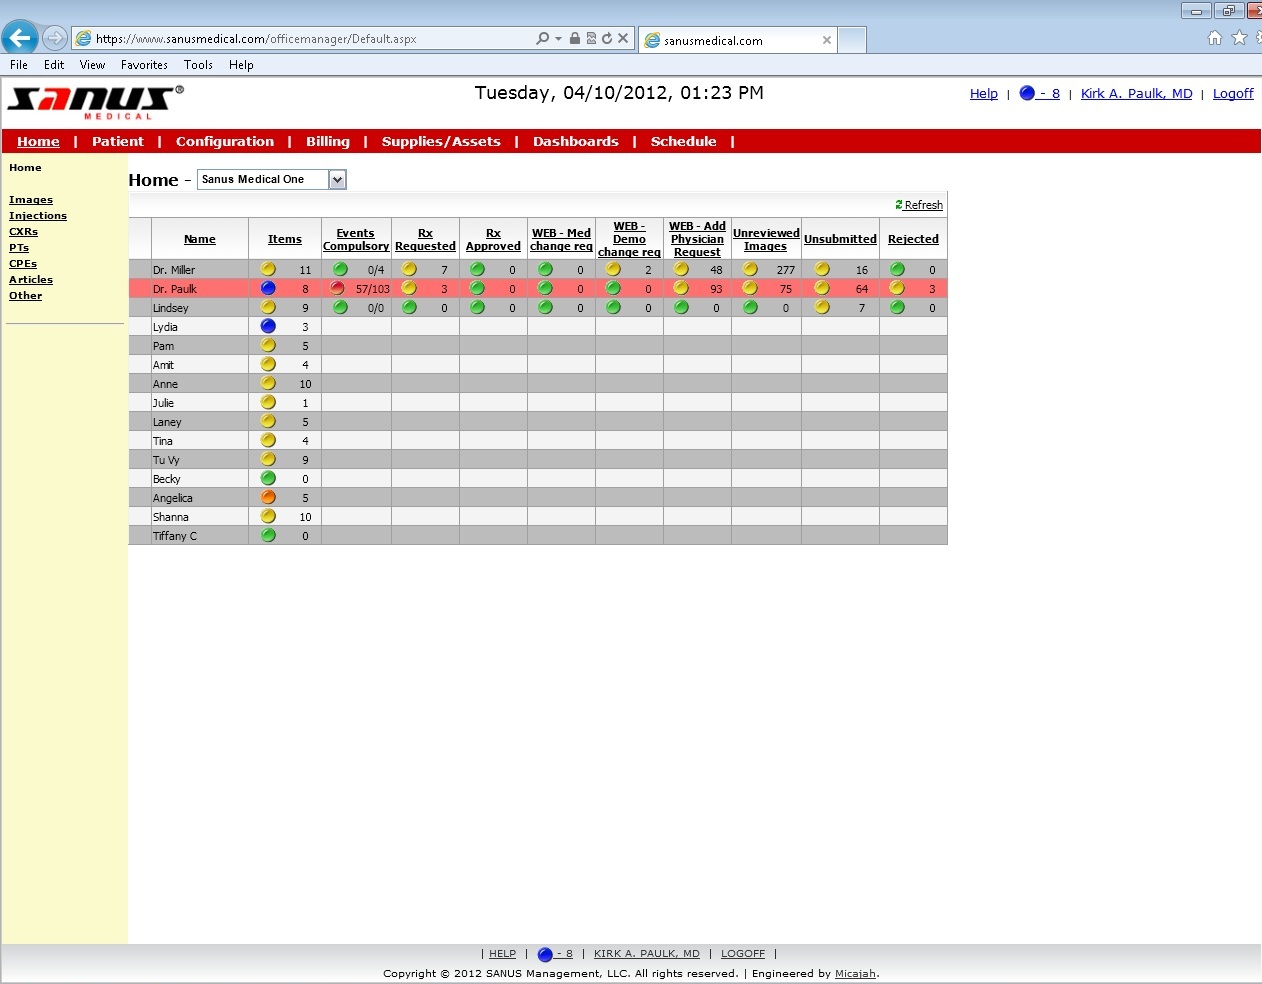 https://www.sanusmedical.com/officemanager/Default.aspx
sanusmedical.com
File Edit View Favorites Tools Help
sanus®
MEDICAL
Tuesday, 04/10/2012, 01:23 PM
Help | - 8 | Kirk A. Paulk, MD | Logoff
Home | Patient | Configuration | Billing | Supplies/Assets | Dashboards | Schedule |
Home
Images
Injections
CXRs
PTs
CPEs
Articles
Other
Home - Sanus Medical One
Refresh
Name Items Events Compulsory Rx Requested Rx Approved WEB - Med change req WEB - Demo change req WEB - Add Physician Request Unreviewed Images Unsubmitted Rejected
Dr. Miller 11 0/4 7 0 0 2 48 277 16 0
Dr. Paulk 8 57/103 3 0 0 0 93 75 64 3
Lindsey 9 0/0 0 0 0 0 0 0 7 0
Lydia 3
Pam 5
Amit 4
Anne 10
Julie 1
Laney 5
Tina 4
Tu Vy 9
Becky 0
Angelica 5
Shanna 10
Tiffany C 0
| HELP | - 8 | KIRK A. PAULK, MD | LOGOFF |
Copyright © 2012 SANUS Management, LLC. All rights reserved. | Engineered by Micajah.